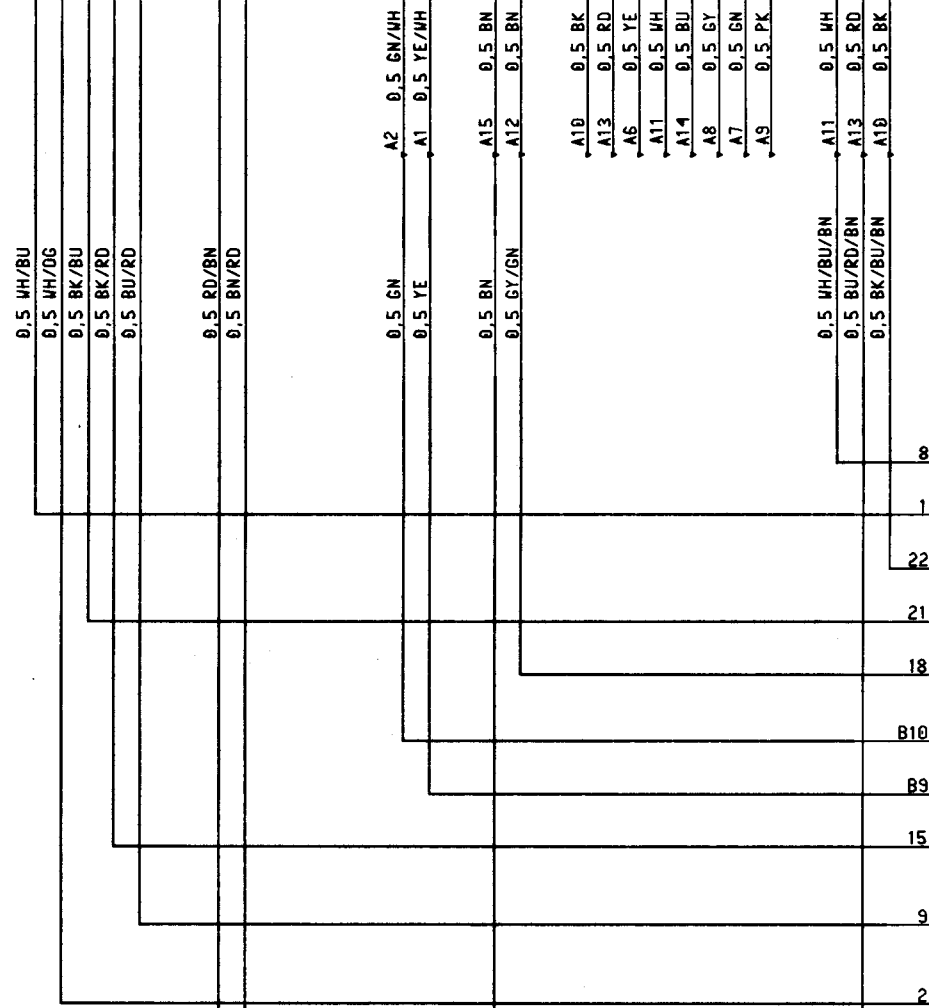 0,5 GN/WH
0,5 YE/WH
0,5 BN
0,5 BN
0,5 BK
0,5 RD
0,5 YE
0,5 WH
0,5 BU
0,5 GY
0,5 GN
0,5 PK
0,5 WH
0,5 RD
0,5 BK
A2
A1
A15
A12
A10
A13
A6
A11
A14
A8
A7
A9
A11
A13
A10
0,5 WH/BU
0,5 WH/OG
0,5 BK/BU
0,5 BK/RD
0,5 BU/RD
0,5 RD/BN
0,5 BN/RD
0,5 GN
0,5 YE
0,5 BN
0,5 GY/GN
0,5 WH/BU/BN
0,5 BU/RD/BN
0,5 BK/BU/BN
8
1
22
21
18
B10
B9
15
9
2